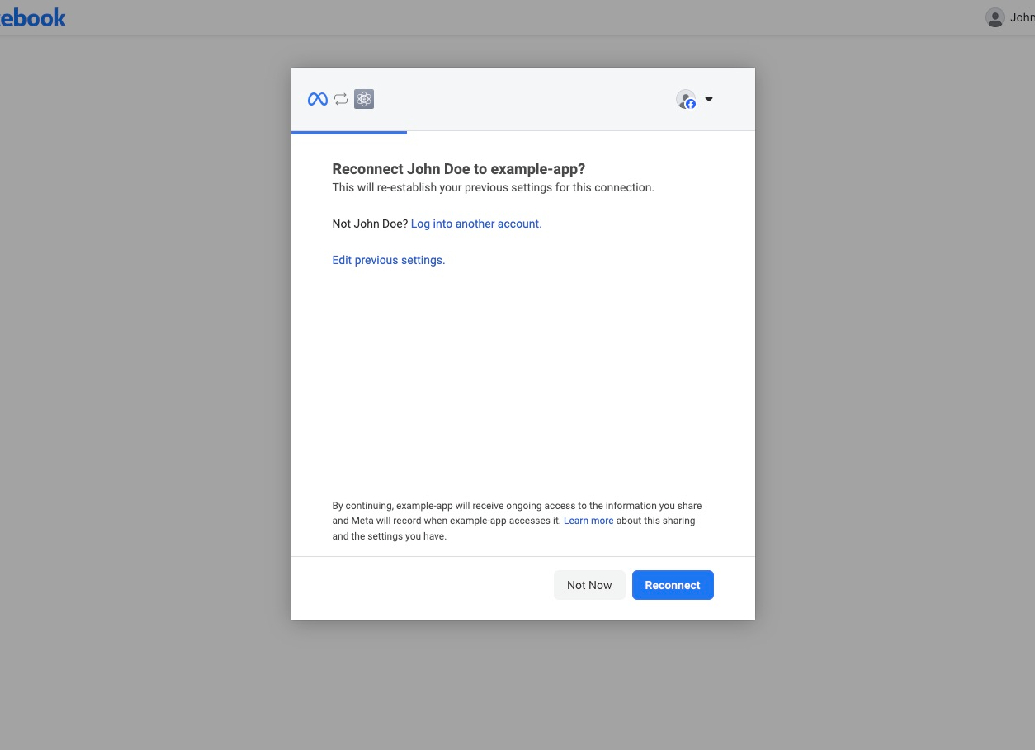 ebook
John
Reconnect John Doe to example-app?
This will re-establish your previous settings for this connection.
Not John Doe? Log into another account.
Edit previous settings.
By continuing, example-app will receive ongoing access to the information you share
and Meta will record when example-app accesses it. Learn more about this sharing
and the settings you have.
Not Now
Reconnect